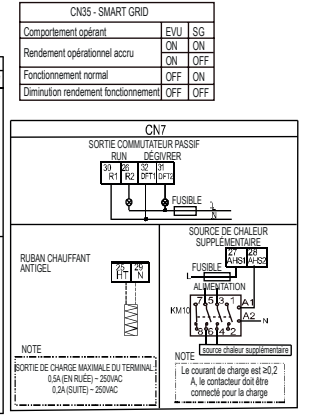 CN35 - SMART GRID
Comportement opérant EVU SG
Rendement opérationnel accru ON ON
ON OFF
Fonctionnement normal OFF ON
Diminution rendement fonctionnement OFF OFF
CN7
SORTIE COMMUTATEUR PASSIF
RUN DÉGIVRER
30 26 32 31
R1 R2 DFT1 DFT2
FUSIBLE
L
N
RUBAN CHAUFFANT
ANTIGEL
25 29
HT N
NOTE
SORTIE DE CHARGE MAXIMALE DU TERMINAL:
0,5A (EN RUÉE) ~ 250VAC
0,2A (SUITE) ~ 250VAC
SOURCE DE CHALEUR
SUPPLÉMENTAIRE
27 28
AHS1 AHS2
FUSIBLE
L
ALIMENTATION
7 5 3 1 A1
KM10
A2 N
8 6 4 2
source chaleur supplémentaire
NOTE
Le courant de charge est ≥0,2
A, le contacteur doit être
connecté pour la charge